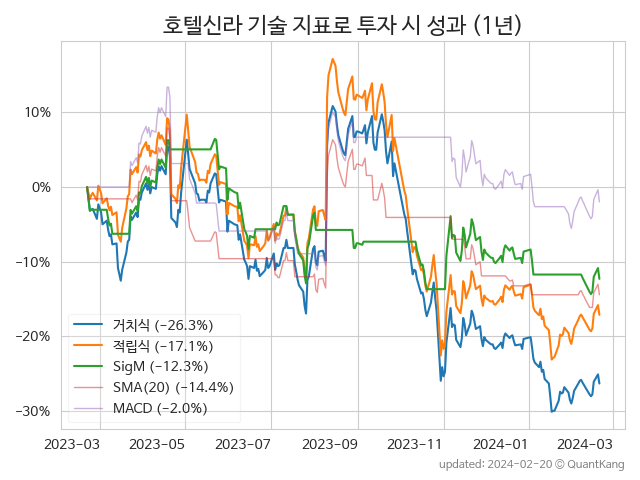 호텔신라 기술 지표로 투자 시 성과 (1년)
10%
0%
−10%
−20%
−30%
거치식 (−26.3%)
적립식 (−17.1%)
SigM (−12.3%)
SMA(20) (−14.4%)
MACD (−2.0%)
2023-03 2023-05 2023-07 2023-09 2023-11 2024-01 2024-03
updated: 2024-02-20 © QuantKang